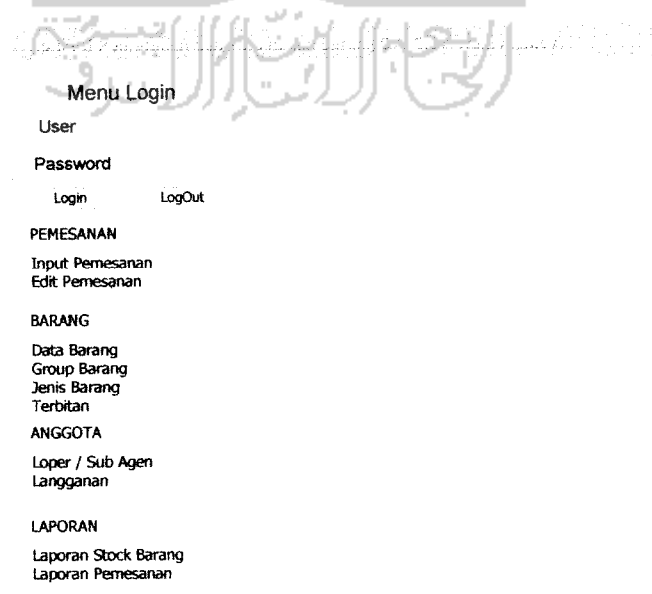 Menu Login
User
Password
Login LogOut
PEMESANAN
Input Pemesanan
Edit Pemesanan
BARANG
Data Barang
Group Barang
Jenis Barang
Terbitan
ANGGOTA
Loper / Sub Agen
Langganan
LAPORAN
Laporan Stock Barang
Laporan Pemesanan